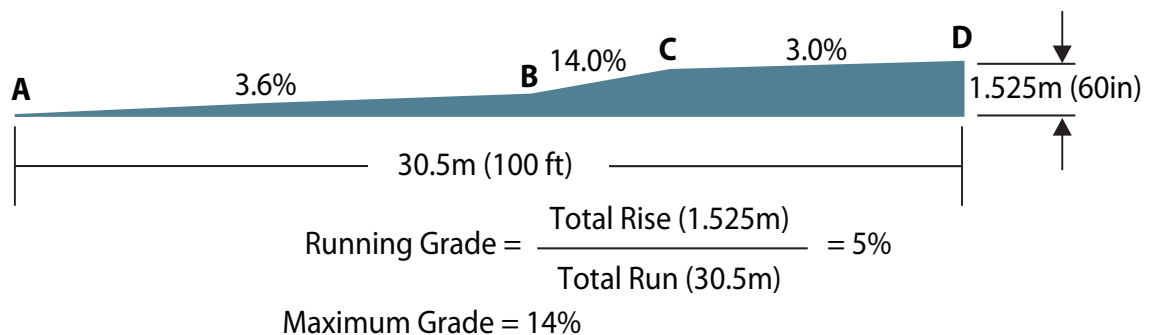 A
3.6%
B
14.0%
C
3.0%
D
1.525m (60in)
30.5m (100 ft)
Running Grade = Total Rise (1.525m) = 5%
Total Run (30.5m)
Maximum Grade = 14%